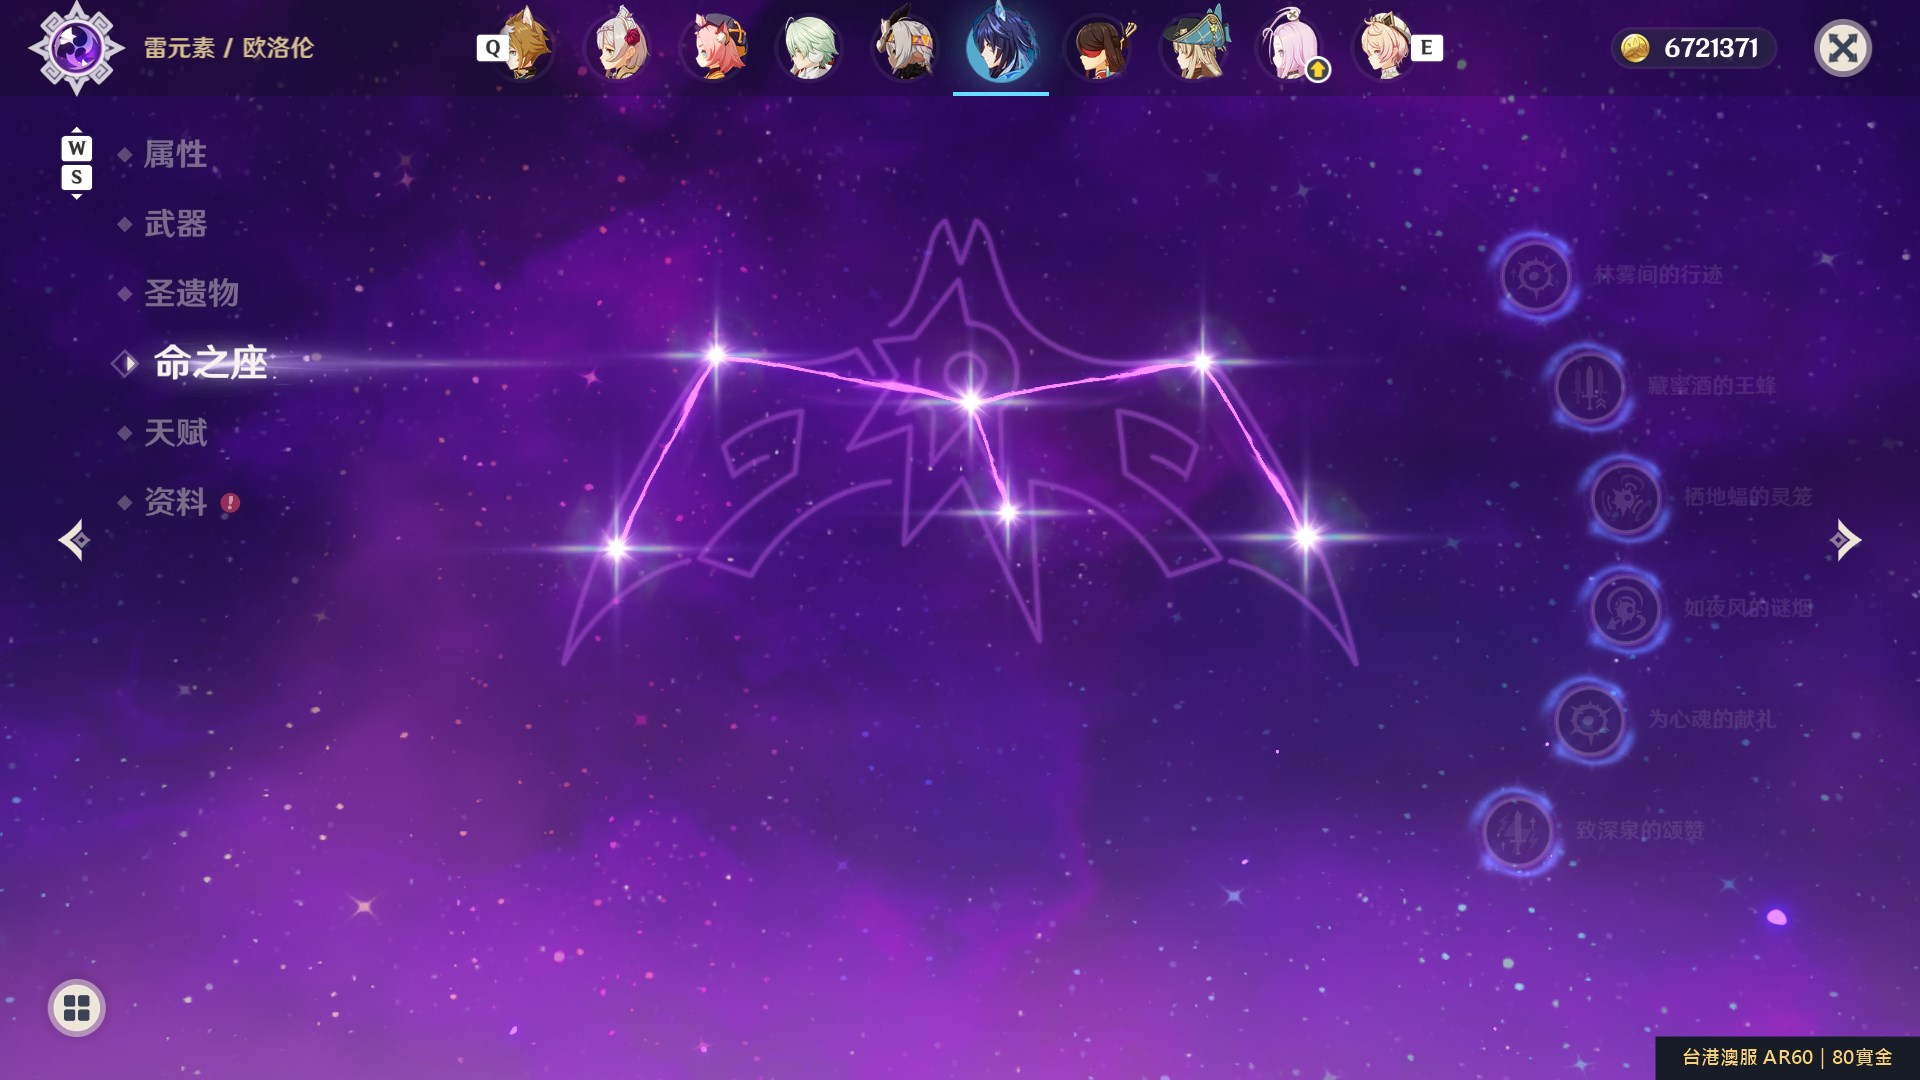 雷元素 / 欧洛伦
Q
E
6721371
W
S
属性
武器
圣遗物
命之座
天赋
资料
林雾间的行迹
藏蜜酒的王蜂
栖地蝠的灵笼
如夜风的谜烟
为心魂的献礼
致深泉的颂赞
台港澳服 AR60 | 80實金